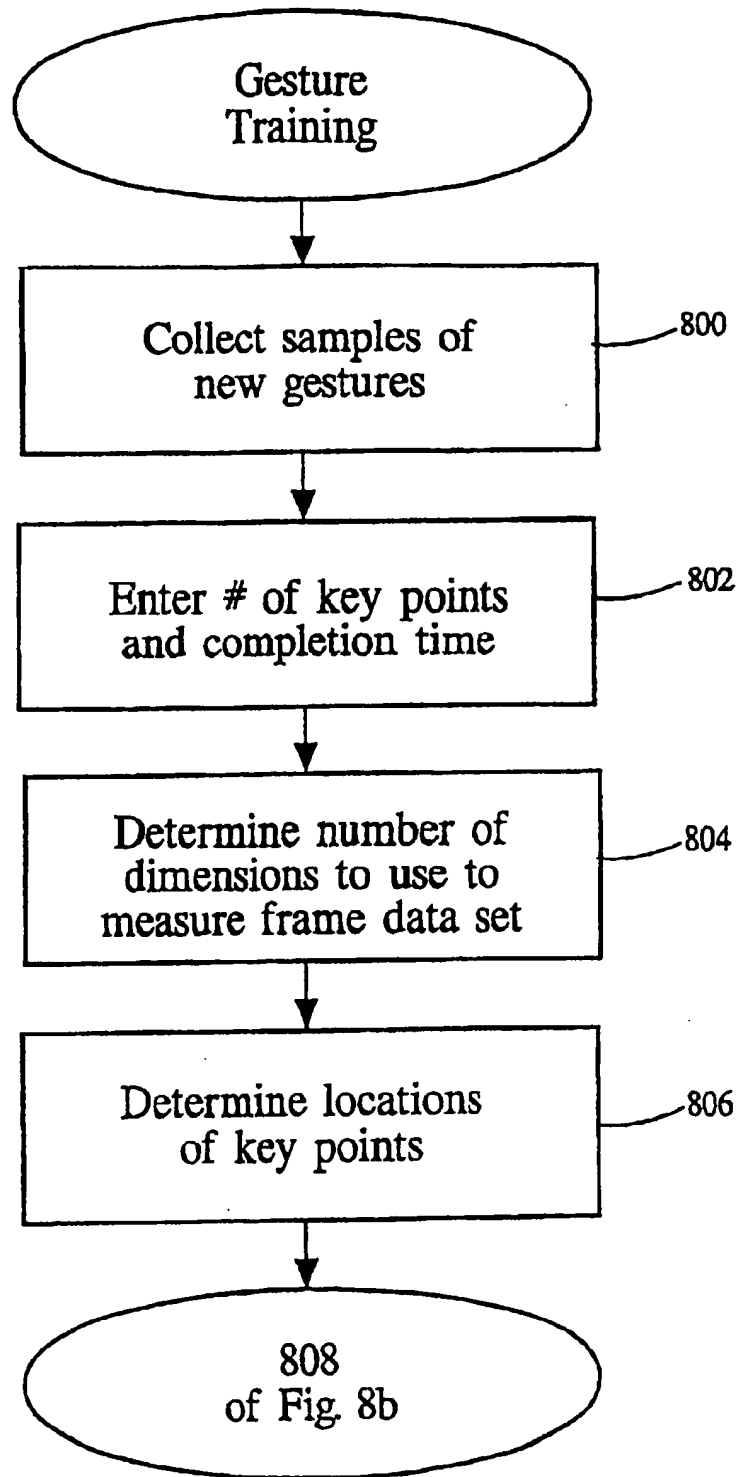 Gesture
Training
Collect samples of
new gestures
800
Enter # of key points
and completion time
802
Determine number of
dimensions to use to
measure frame data set
804
Determine locations
of key points
806
808
of Fig. 8b